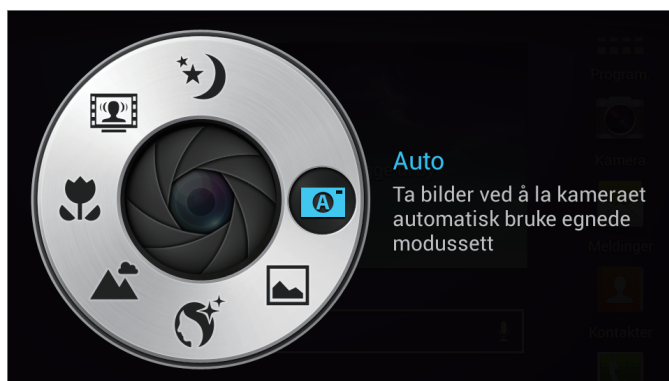 Auto
Ta bilder ved å la kameraet
automatisk bruke egnede
modussett
A
Program
Kamera
Meldinger
Kontakter